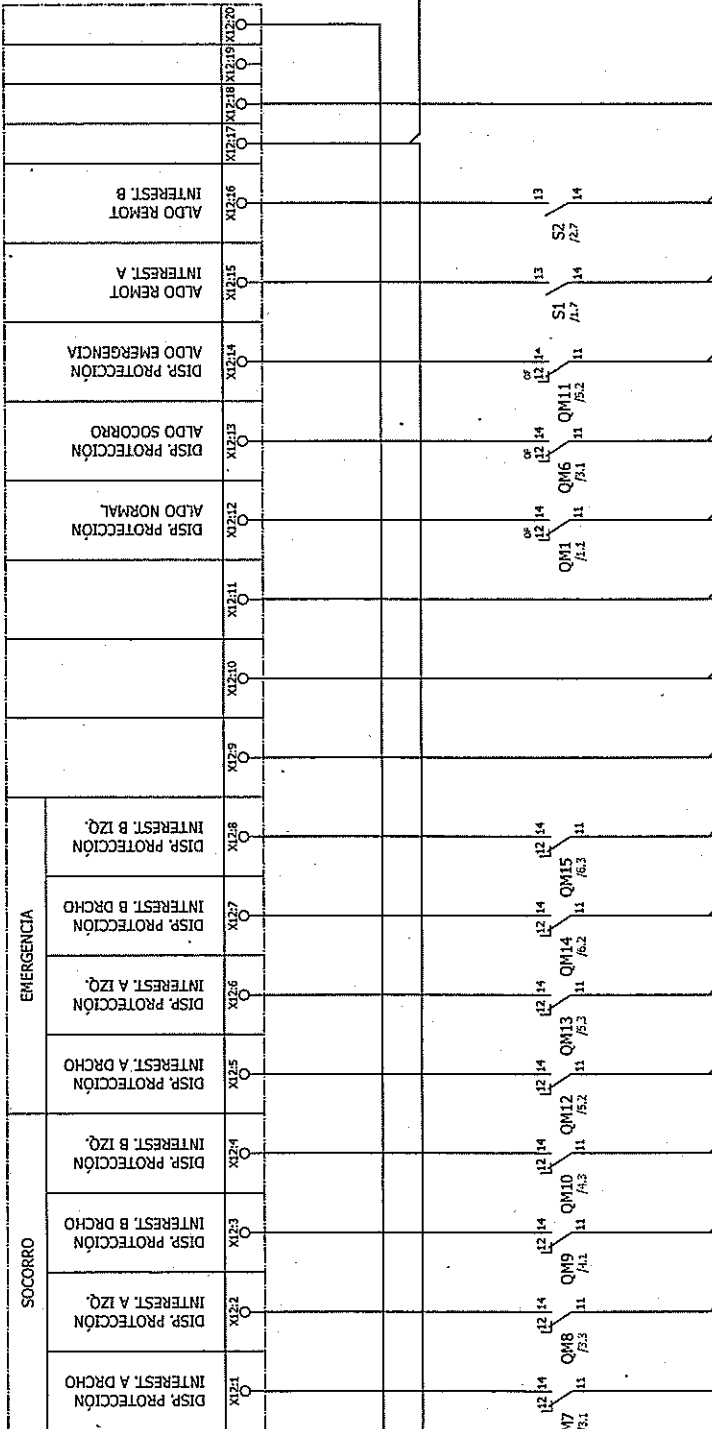 X12:20
X12:19
X12:18
X12:17
ALDO REMOT
INTEREST. B
X12:16
13 14
S2
/2.7
ALDO REMOT
INTEREST. A
X12:15
13 14
S1
/1.7
DISP. PROTECCIÓN
ALDO EMERGENCIA
X12:14
OF
12 14
11
QM11
/5.2
DISP. PROTECCIÓN
ALDO SOCORRO
X12:13
OF
12 14
11
QM6
/3.1
DISP. PROTECCIÓN
ALDO NORMAL
X12:12
OF
12 14
11
QM1
/1.1
X12:11
X12:10
X12:9
EMERGENCIA
DISP. PROTECCIÓN
INTEREST. B IZQ.
X12:8
12 14
11
QM15
/6.3
DISP. PROTECCIÓN
INTEREST. B DRCHO
X12:7
12 14
11
QM14
/6.2
DISP. PROTECCIÓN
INTEREST. A IZQ.
X12:6
12 14
11
QM13
/5.3
DISP. PROTECCIÓN
INTEREST. A DRCHO
X12:5
12 14
11
QM12
/5.2
SOCORRO
DISP. PROTECCIÓN
INTEREST. B IZQ.
X12:4
12 14
11
QM10
/4.3
DISP. PROTECCIÓN
INTEREST. B DRCHO
X12:3
12 14
11
QM9
DISP. PROTECCIÓN
INTEREST. A IZQ.
X12:2
12 14
11
QM8
/3.3
DISP. PROTECCIÓN
INTEREST. A DRCHO
X12:1
12 14
11
M7
/3.1